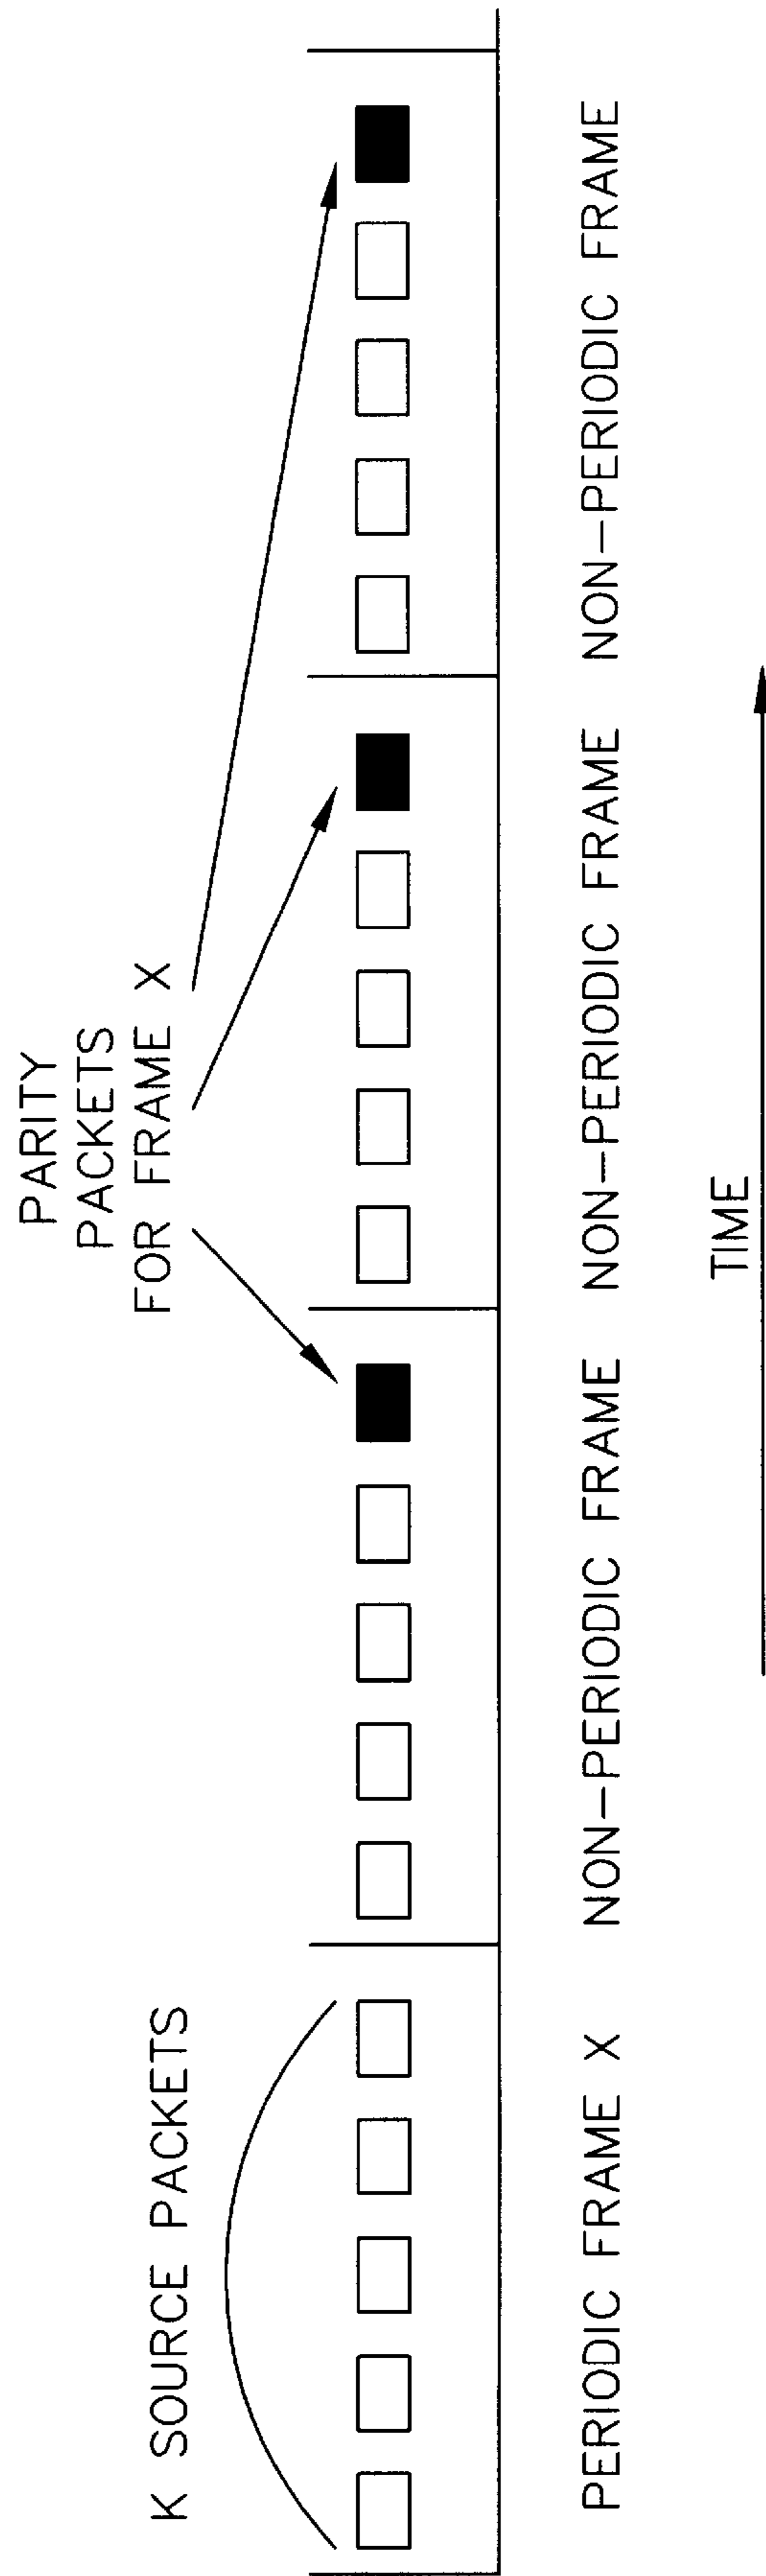 PARITY
PACKETS
K SOURCE PACKETS
FOR FRAME X
PERIODIC FRAME X
NON-PERIODIC FRAME
NON-PERIODIC FRAME
NON-PERIODIC FRAME
TIME